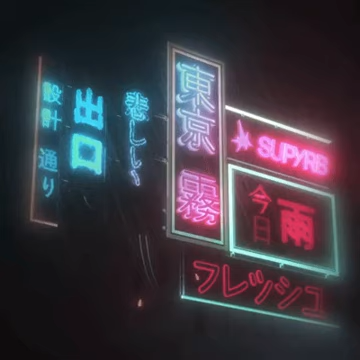 設計 通り
出口
悲しい
東京 霧
SUPYRB
今日 雨
フレッシュ